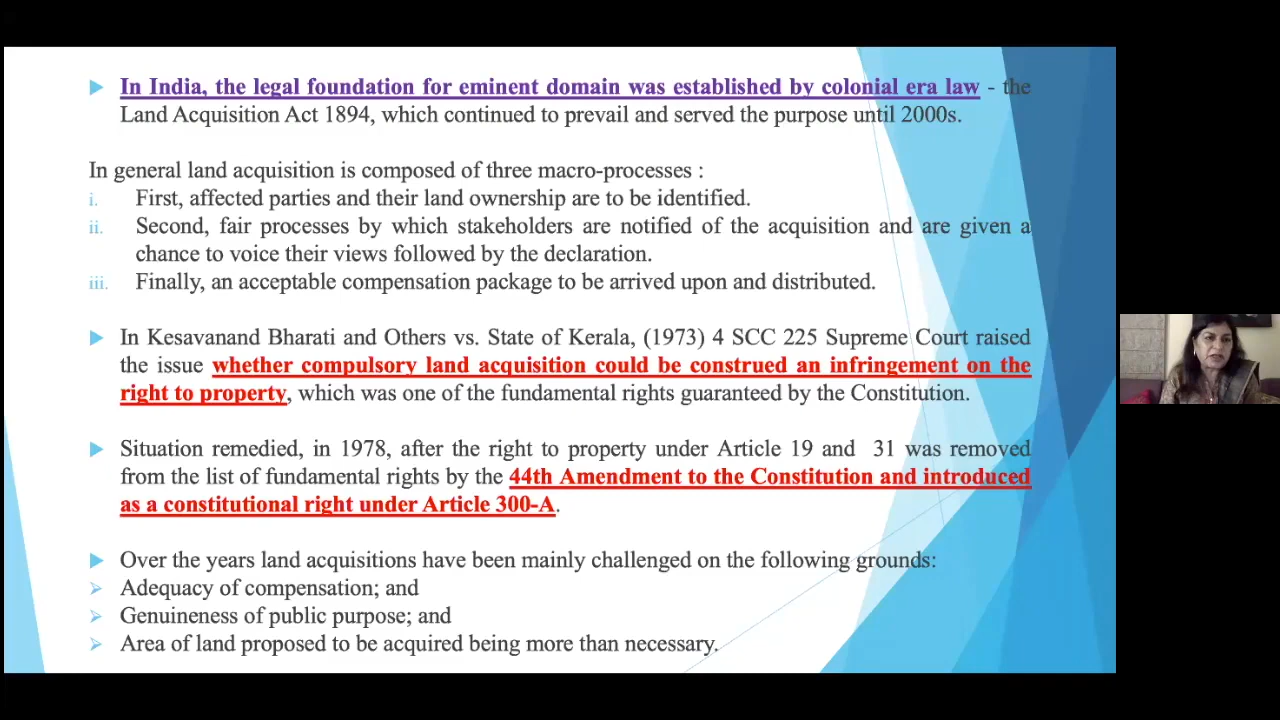 In India, the legal foundation for eminent domain was established by colonial era law - the
Land Acquisition Act 1894, which continued to prevail and served the purpose until 2000s.
In general land acquisition is composed of three macro-processes :
i. First, affected parties and their land ownership are to be identified.
ii. Second, fair processes by which stakeholders are notified of the acquisition and are given a
chance to voice their views followed by the declaration.
iii. Finally, an acceptable compensation package to be arrived upon and distributed.
In Kesavanand Bharati and Others vs. State of Kerala, (1973) 4 SCC 225 Supreme Court raised
the issue whether compulsory land acquisition could be construed an infringement on the
right to property, which was one of the fundamental rights guaranteed by the Constitution.
Situation remedied, in 1978, after the right to property under Article 19 and 31 was removed
from the list of fundamental rights by the 44th Amendment to the Constitution and introduced
as a constitutional right under Article 300-A.
Over the years land acquisitions have been mainly challenged on the following grounds:
Adequacy of compensation; and
Genuineness of public purpose; and
Area of land proposed to be acquired being more than necessary.